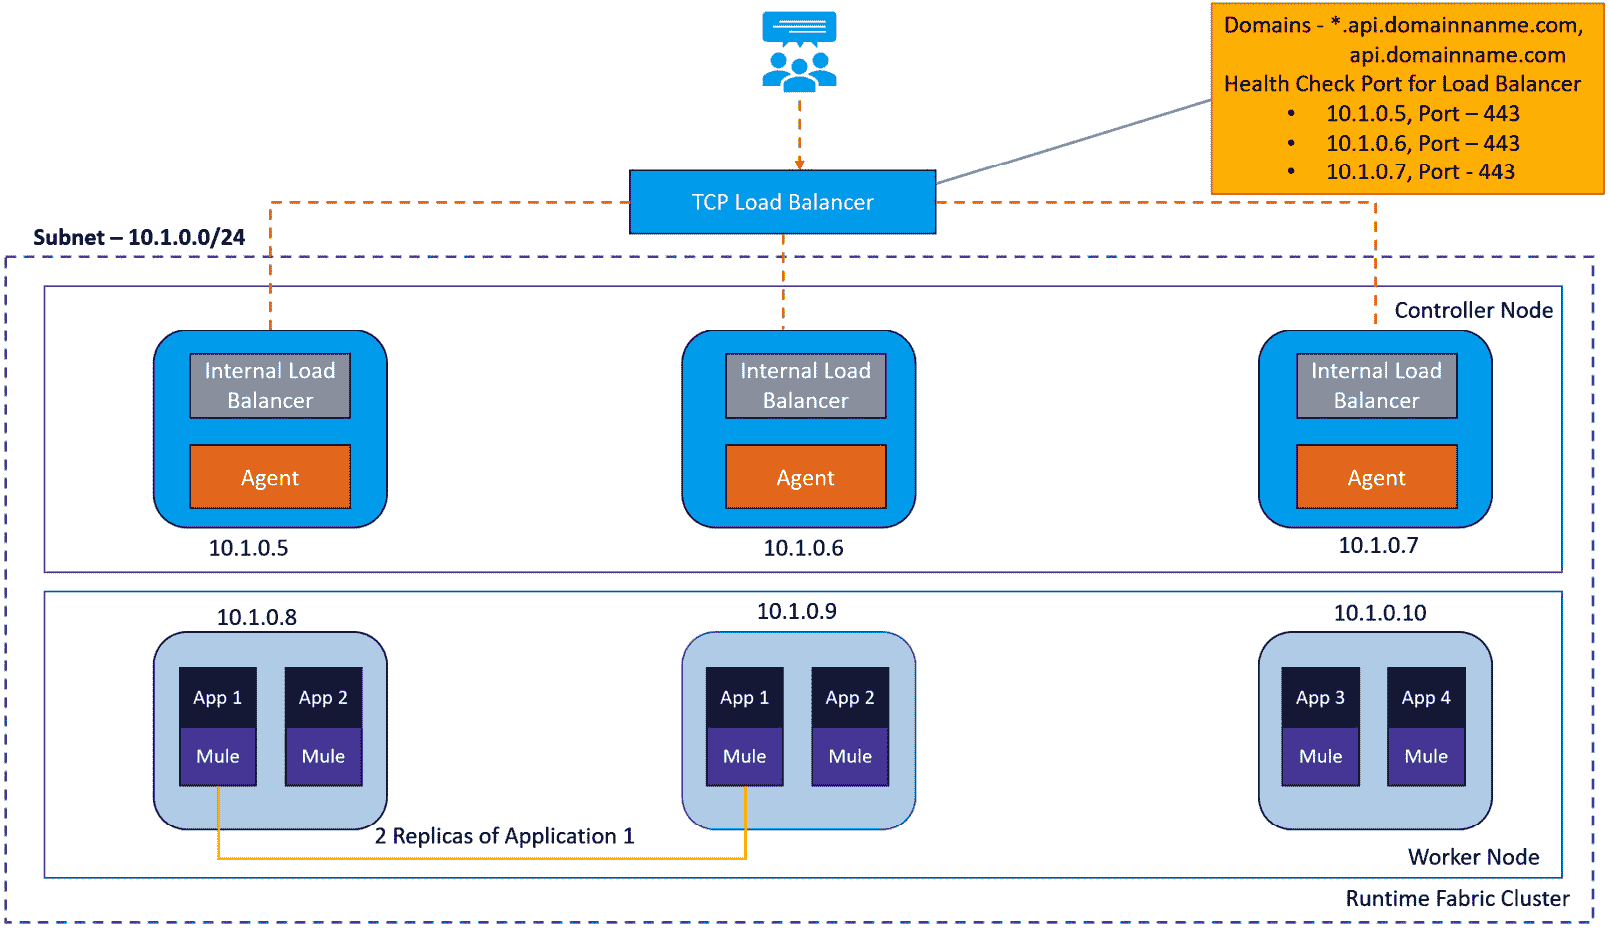 Domains - *.api.domainnanme.com,
api.domainname.com
Health Check Port for Load Balancer
• 10.1.0.5, Port – 443
• 10.1.0.6, Port – 443
• 10.1.0.7, Port - 443
TCP Load Balancer
Subnet – 10.1.0.0/24
Controller Node
Internal Load
Balancer
Agent
10.1.0.5
Internal Load
Balancer
Agent
10.1.0.6
Internal Load
Balancer
Agent
10.1.0.7
10.1.0.8
App 1
Mule
App 2
Mule
10.1.0.9
App 1
Mule
App 2
Mule
10.1.0.10
App 3
Mule
App 4
Mule
2 Replicas of Application 1
Worker Node
Runtime Fabric Cluster